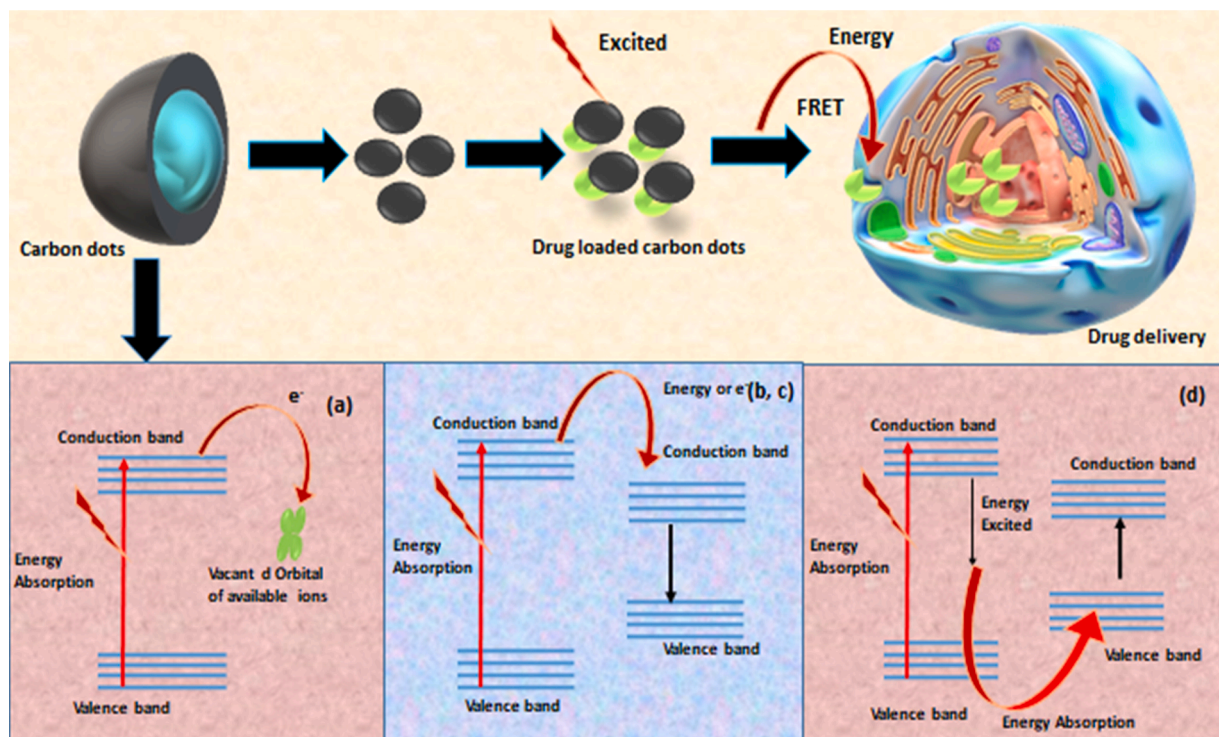 Excited
Energy
FRET
Carbon dots
Drug loaded carbon dots
Drug delivery
e-
(a)
Conduction band
Energy
Absorption
Vacant d Orbital
of available ions
Valence band
Energy or e-
(b, c)
Conduction band
Conduction band
Energy
Absorption
Valence band
Valence band
(d)
Conduction band
Conduction band
Energy
Excited
Energy
Absorption
Valence band
Valence band
Energy Absorption